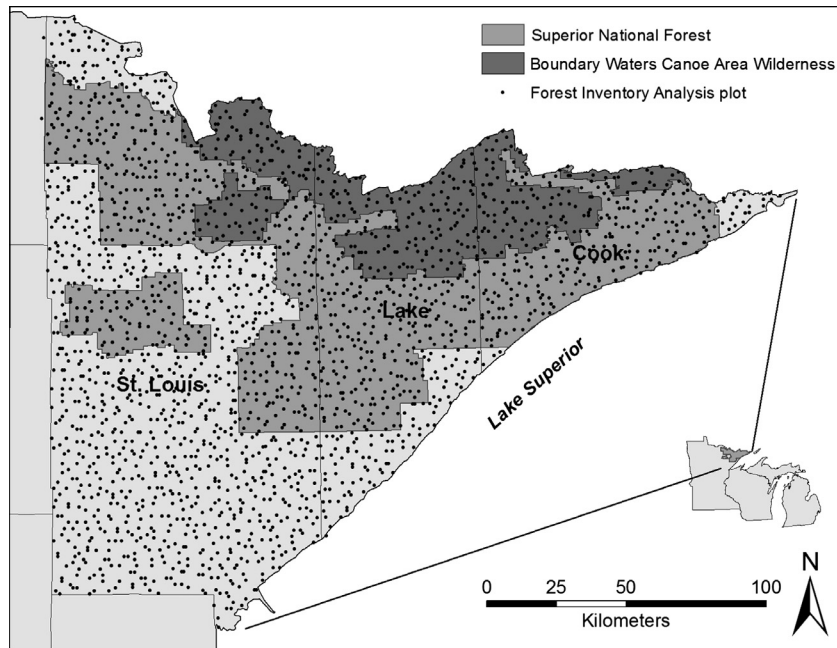 Superior National Forest
Boundary Waters Canoe Area Wilderness
Forest Inventory Analysis plot
Cook
Lake
St. Louis
Lake Superior
N
0 25 50 100
Kilometers